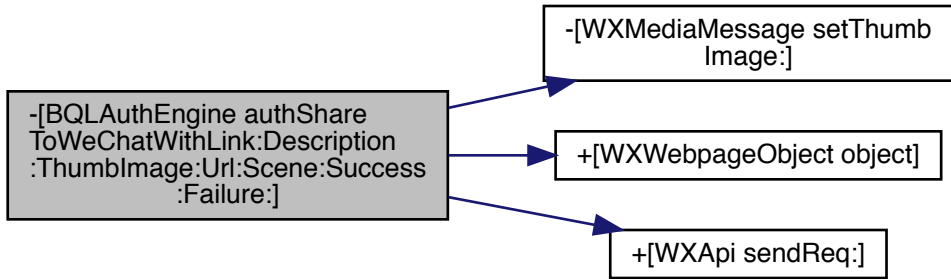 -[BQLAuthEngine authShare
ToWeChatWithLink:Description
:ThumbImage:Url:Scene:Success
:Failure:]
-[WXMediaMessage setThumb
Image:]
+[WXWebpageObject object]
+[WXApi sendReq:]